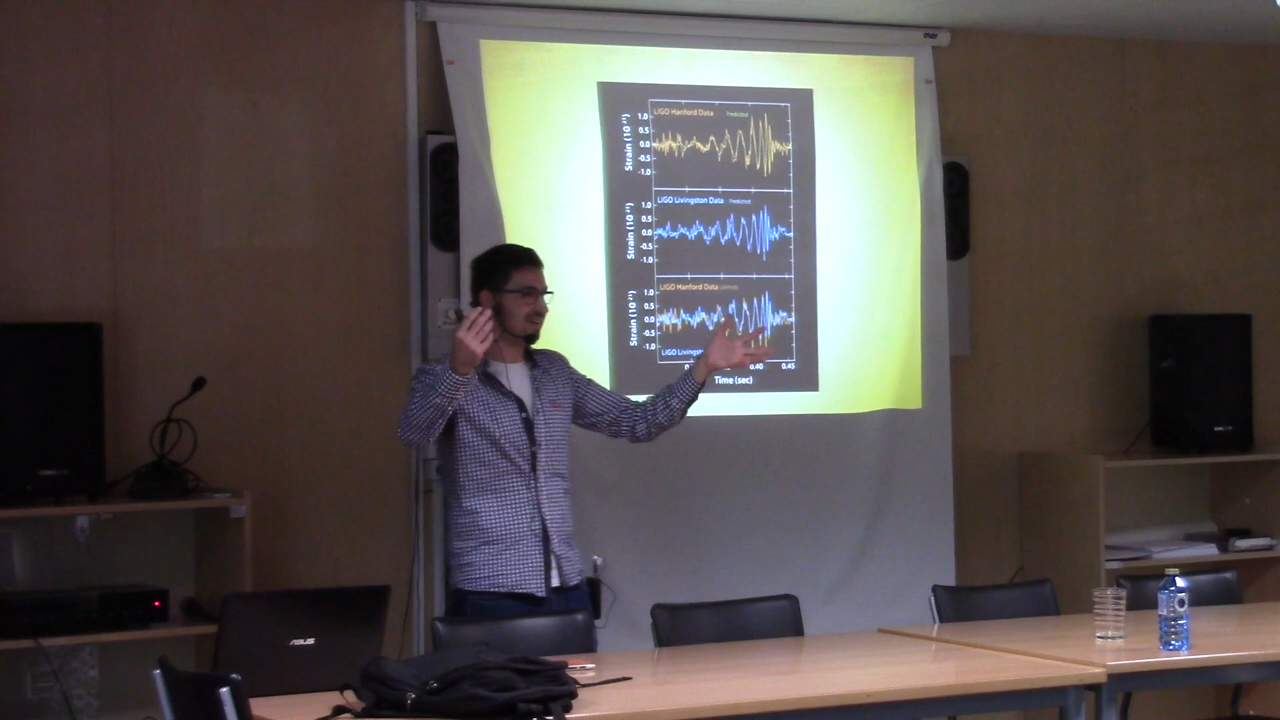 LIGO Hanford Data Predicted
1.0
0.5
0.0
-0.5
-1.0
Strain (10⁻²¹)
LIGO Livingston Data Predicted
1.0
0.5
0.0
-0.5
-1.0
Strain (10⁻²¹)
LIGO Hanford Data
1.0
0.5
0.0
-0.5
-1.0
Strain (10⁻²¹)
LIGO
0.40 0.45
Time (sec)
ASUS